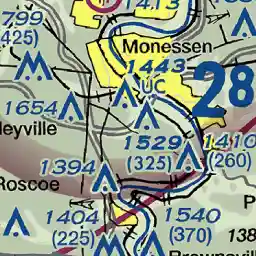 1413
799
(425)
Monessen
1443
28
UC
1654
leyville
1529
(325)
1410
(260)
1394
Roscoe
1404
(225)
1540
(370)
P
138
Brownsvil